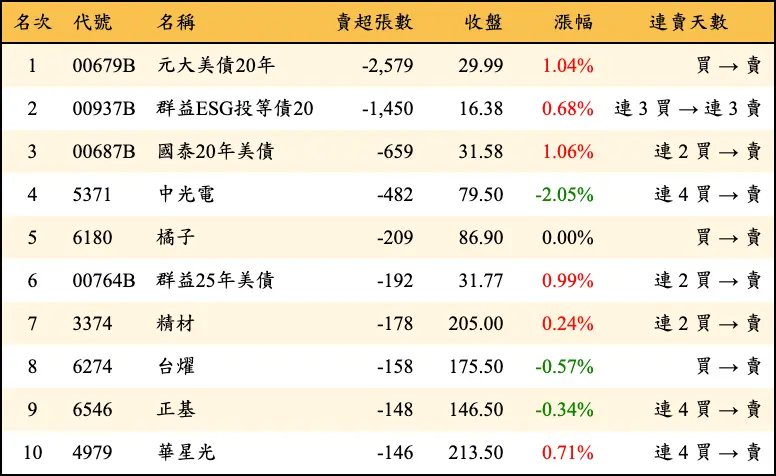 名次 代號 名稱 賣超張數 收盤 漲幅 連賣天數
1 00679B 元大美債20年 -2,579 29.99 1.04% 買 → 賣
2 00937B 群益ESG投等債20 -1,450 16.38 0.68% 連 3 買 → 連 3 賣
3 00687B 國泰20年美債 -659 31.58 1.06% 連 2 買 → 賣
4 5371 中光電 -482 79.50 -2.05% 連 4 買 → 賣
5 6180 橘子 -209 86.90 0.00% 買 → 賣
6 00764B 群益25年美債 -192 31.77 0.99% 連 2 買 → 賣
7 3374 精材 -178 205.00 0.24% 連 2 買 → 賣
8 6274 台燿 -158 175.50 -0.57% 買 → 賣
9 6546 正基 -148 146.50 -0.34% 連 4 買 → 賣
10 4979 華星光 -146 213.50 0.71% 連 4 買 → 賣